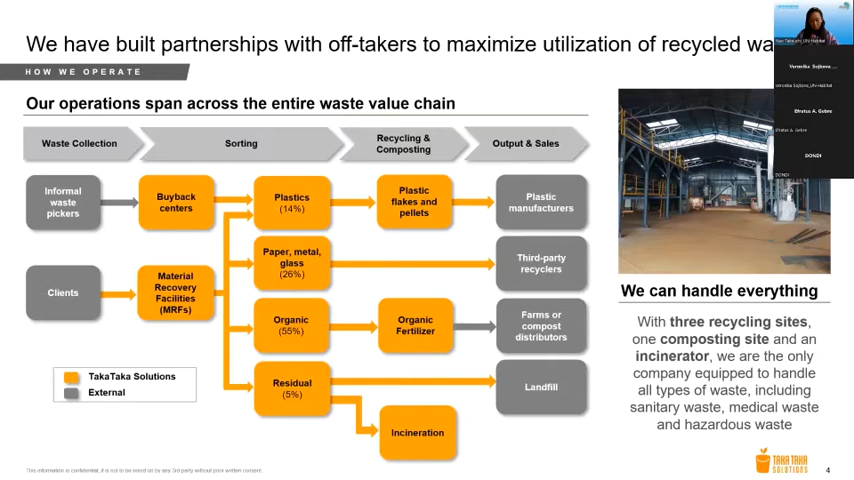 We have built partnerships with off-takers to maximize utilization of recycled wa
HOW WE OPERATE
Our operations span across the entire waste value chain
Waste Collection
Sorting
Recycling &
Composting
Output & Sales
Informal
waste
pickers
Buyback
centers
Plastics
(14%)
Plastic
flakes and
pellets
Plastic
manufacturers
Paper, metal,
glass
(26%)
Third-party
recyclers
Clients
Material
Recovery
Facilities
(MRFs)
Organic
(55%)
Organic
Fertilizer
Farms or
compost
distributors
Residual
(5%)
Landfill
Incineration
TakaTaka Solutions
External
We can handle everything
With three recycling sites,
one composting site and an
incinerator, we are the only
company equipped to handle
all types of waste, including
sanitary waste, medical waste
and hazardous waste
TAKA TAKA
SOLUTIONS
4
This information is confidential, it is not to be relied on by any 3rd party without prior written consent.
Veronika Sojkova ...
Veronika Sojkova_UN-Habitat
Efratus A. Gebre
Efratus A. Gebre
DONDI
DONDI